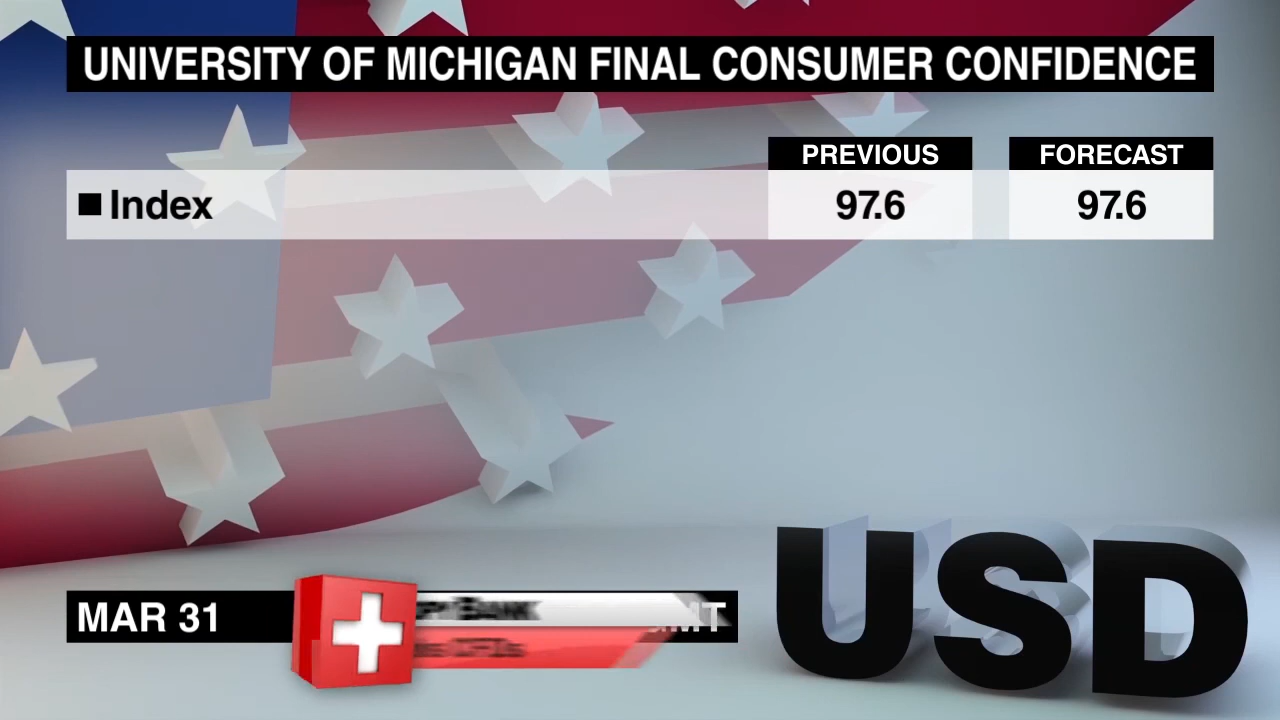 UNIVERSITY OF MICHIGAN FINAL CONSUMER CONFIDENCE
PREVIOUS FORECAST
Index 97.6 97.6
MAR 31
USD